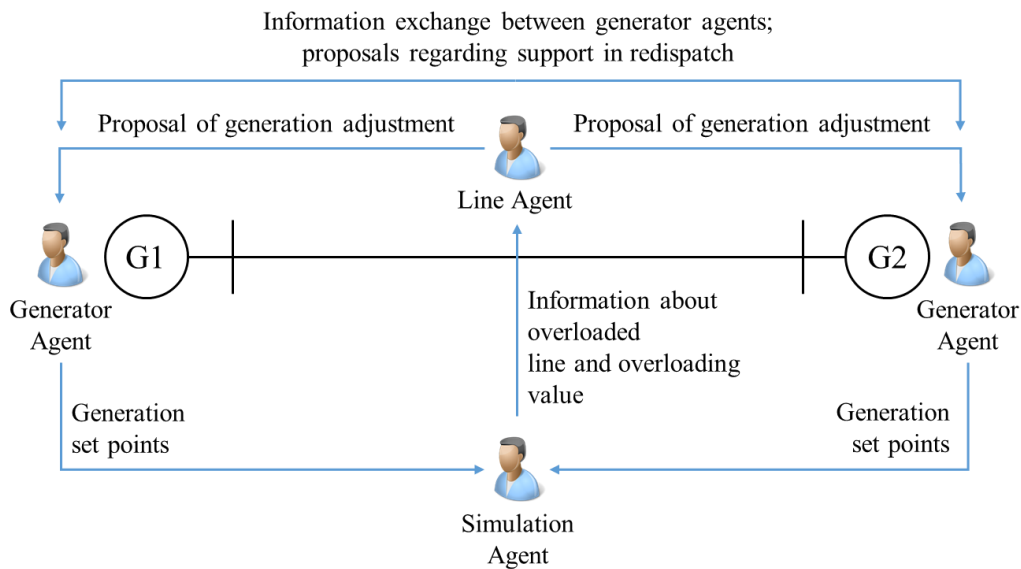 Information exchange between generator agents;
proposals regarding support in redispatch
Proposal of generation adjustment
Proposal of generation adjustment
Line Agent
G1
G2
Generator
Agent
Generator
Agent
Information about
overloaded
line and overloading
value
Generation
set points
Generation
set points
Simulation
Agent